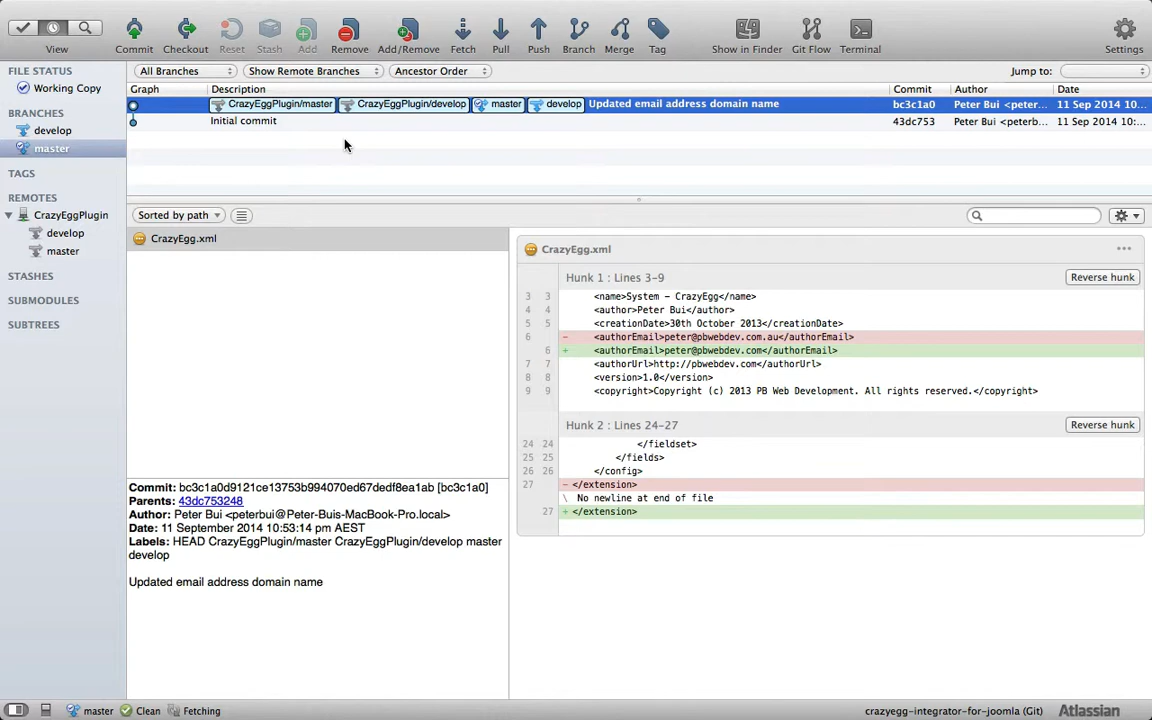 View
Commit
Checkout
Reset
Stash
Add
Remove
Add/Remove
Fetch
Pull
Push
Branch
Merge
Tag
Show in Finder
Git Flow
Terminal
Settings
FILE STATUS
Working Copy
BRANCHES
develop
master
TAGS
REMOTES
CrazyEggPlugin
develop
master
STASHES
SUBMODULES
SUBTREES
All Branches
Show Remote Branches
Ancestor Order
Jump to:
Graph Description Commit Author Date
CrazyEggPlugin/master CrazyEggPlugin/develop master develop Updated email address domain name bc3c1a0 Peter Bui <peter... 11 Sep 2014 10...
Initial commit 43dc753 Peter Bui <peterb... 11 Sep 2014 10:...
Sorted by path
CrazyEgg.xml
Commit: bc3c1a0d9121ce13753b994070ed67dedf8ea1ab [bc3c1a0]
Parents: 43dc753248
Author: Peter Bui <peterbui@Peter-Buis-MacBook-Pro.local>
Date: 11 September 2014 10:53:14 pm AEST
Labels: HEAD CrazyEggPlugin/master CrazyEggPlugin/develop master
develop
Updated email address domain name
CrazyEgg.xml
Hunk 1 : Lines 3-9
Reverse hunk
3 3 <name>System - CrazyEgg</name>
4 4 <author>Peter Bui</author>
5 5 <creationDate>30th October 2013</creationDate>
6 - <authorEmail>peter@pbwebdev.com.au</authorEmail>
6 + <authorEmail>peter@pbwebdev.com</authorEmail>
7 7 <authorUrl>http://pbwebdev.com</authorUrl>
8 8 <version>1.0</version>
9 9 <copyright>Copyright (c) 2013 PB Web Development. All rights reserved.</copyright>
Hunk 2 : Lines 24-27
Reverse hunk
24 24 </fieldset>
25 25 </fields>
26 26 </config>
27 - </extension>
\ No newline at end of file
27 + </extension>
master Clean Fetching
crazyegg-integrator-for-joomla (Git) Atlassian